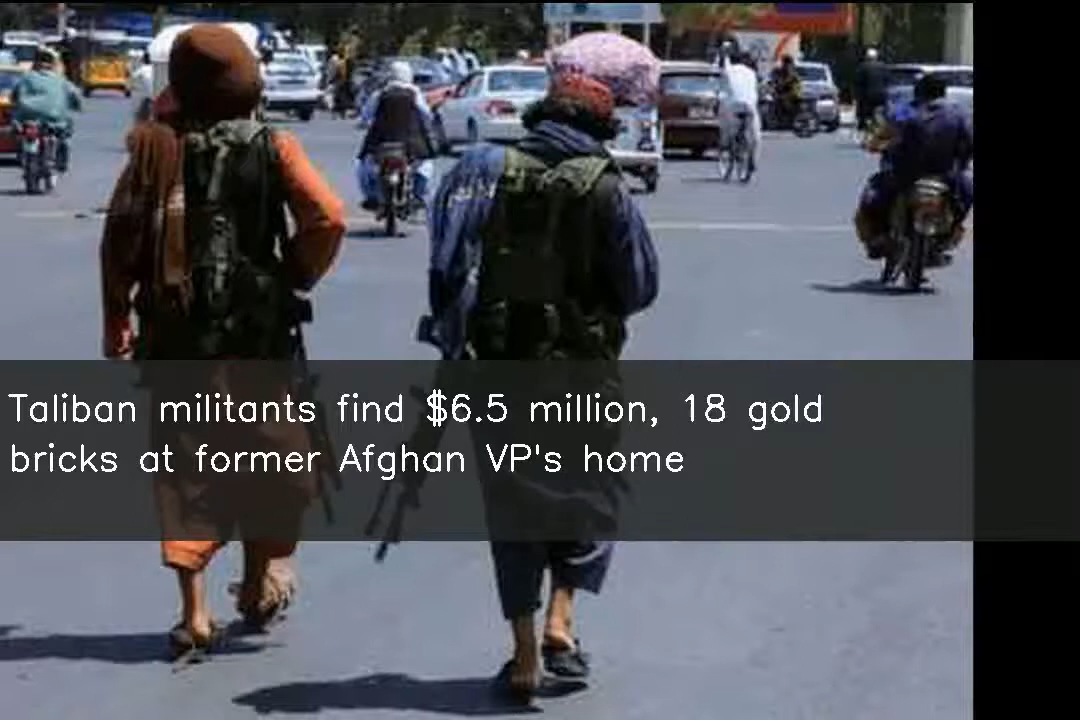 Taliban militants find $6.5 million, 18 gold
bricks at former Afghan VP's home